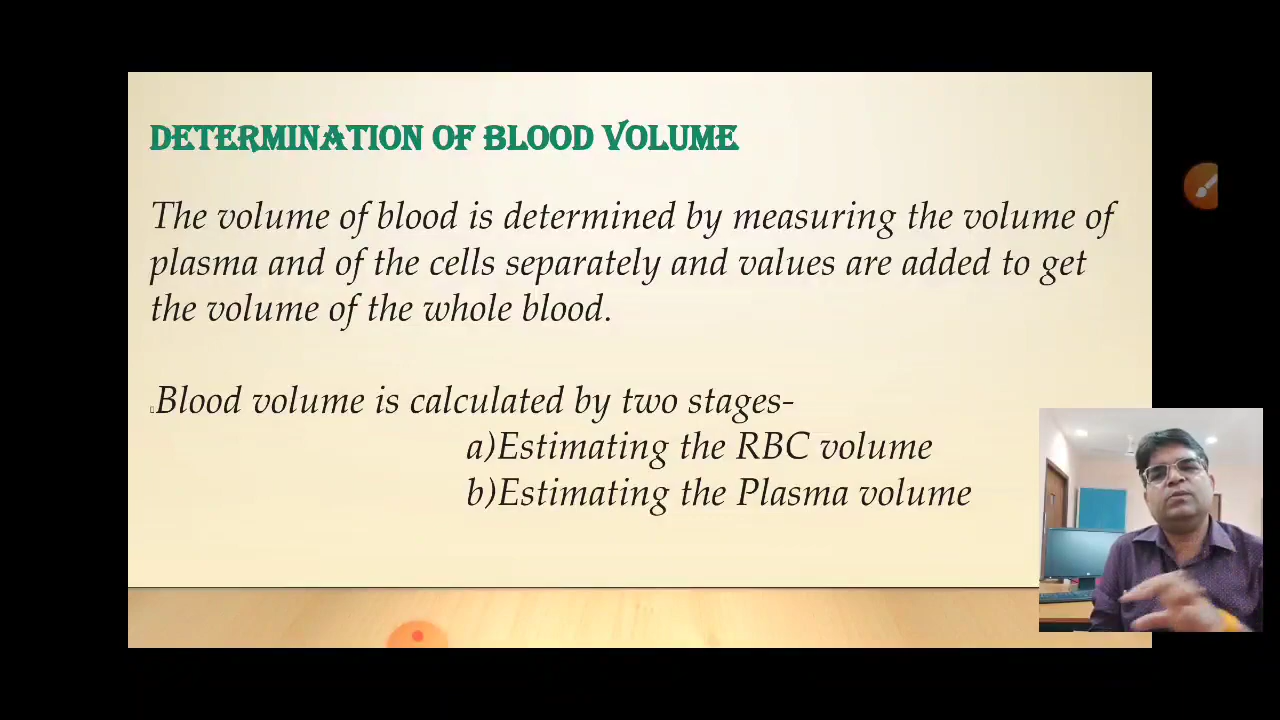 DETERMINATION OF BLOOD VOLUME
The volume of blood is determined by measuring the volume of
plasma and of the cells separately and values are added to get
the volume of the whole blood.
Blood volume is calculated by two stages-
a)Estimating the RBC volume
b)Estimating the Plasma volume